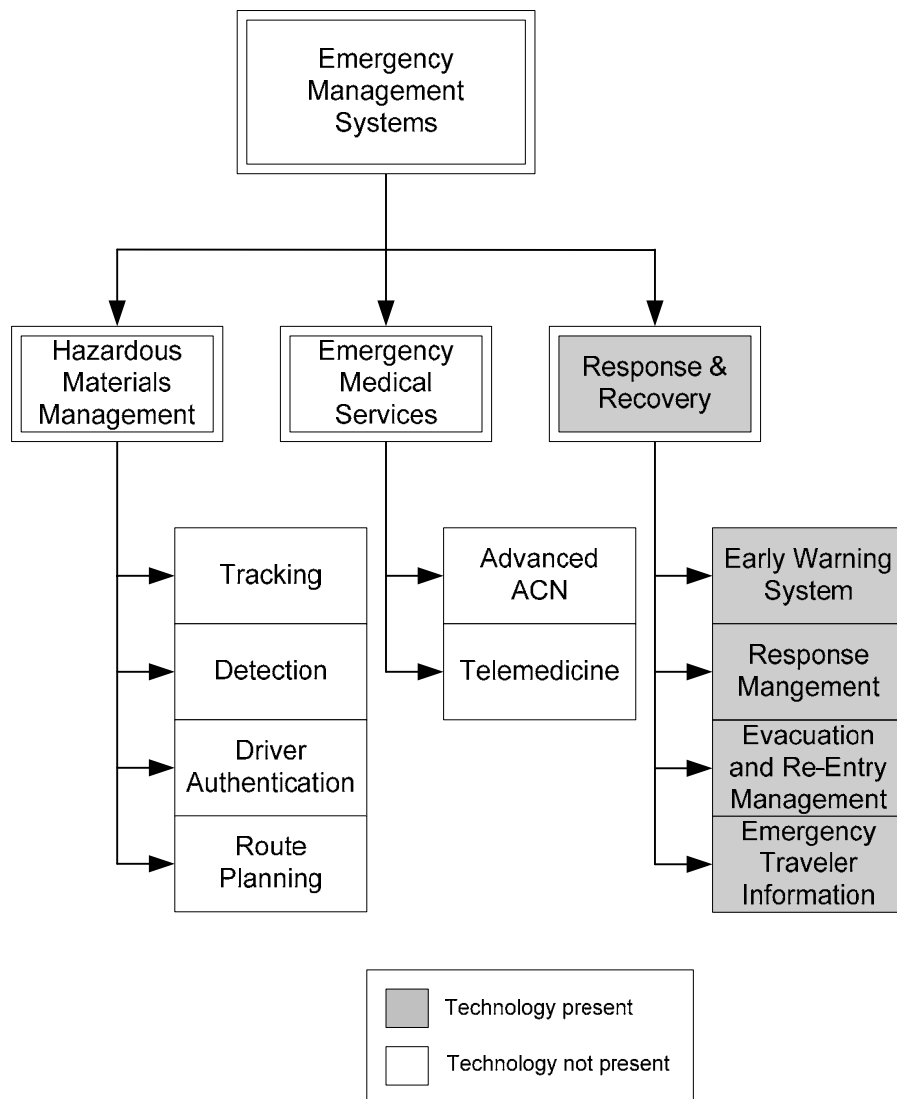 Emergency
Management
Systems
Hazardous
Materials
Management
Emergency
Medical
Services
Response &
Recovery
Tracking
Detection
Driver
Authentication
Route
Planning
Advanced
ACN
Telemedicine
Early Warning
System
Response
Mangement
Evacuation
and Re-Entry
Management
Emergency
Traveler
Information
Technology present
Technology not present